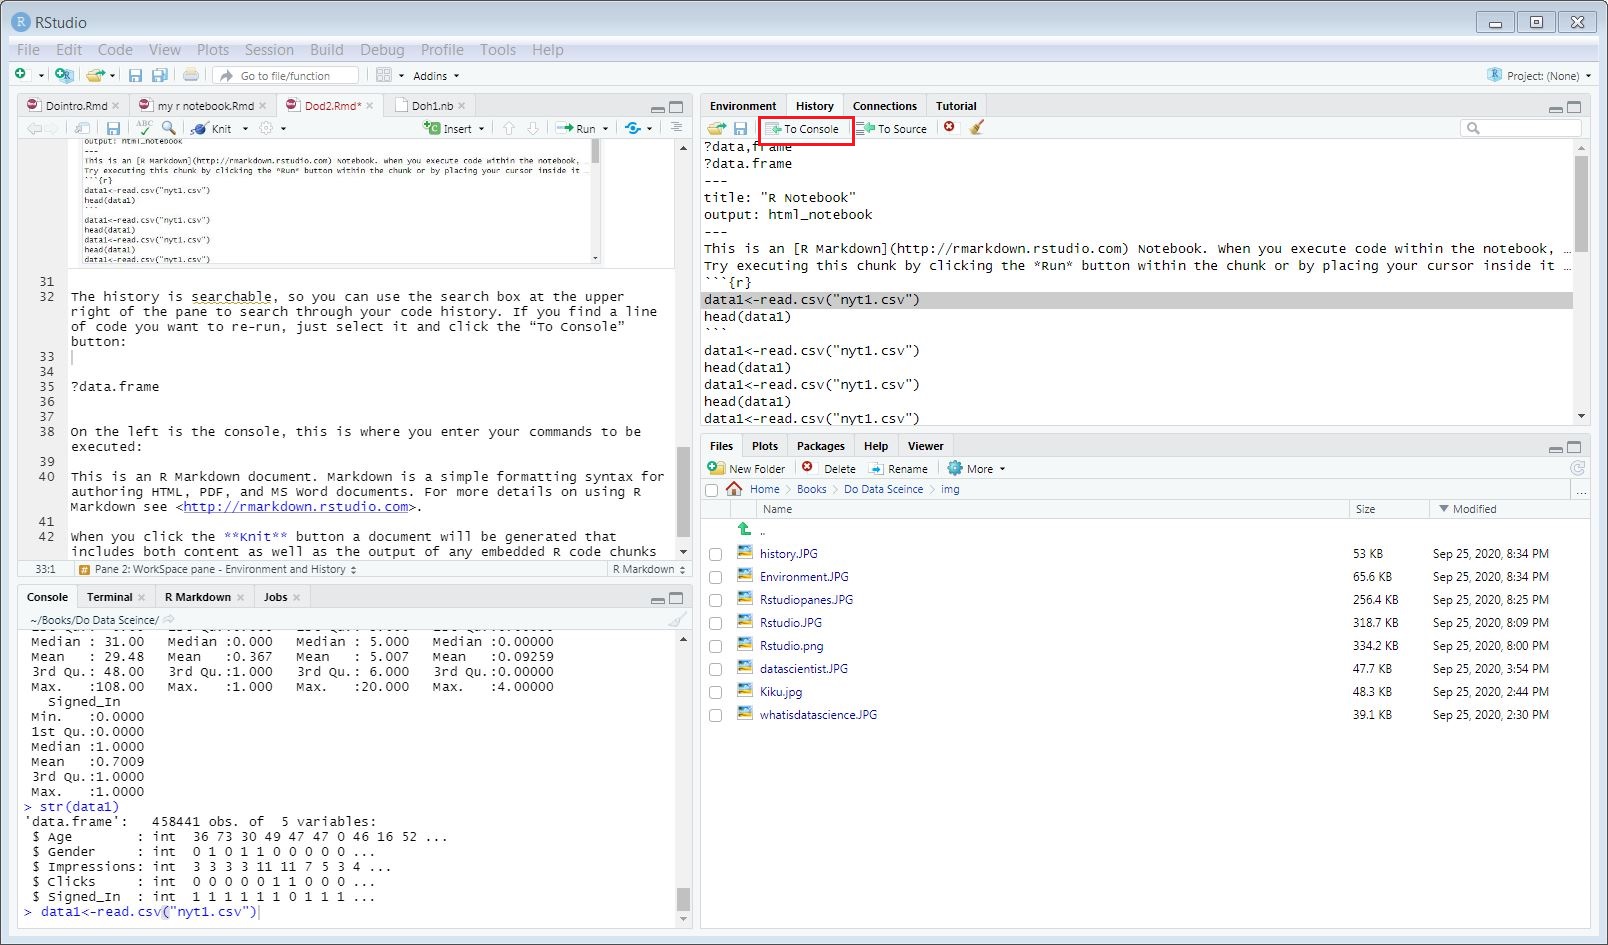 RStudio
File Edit Code View Plots Session Build Debug Profile Tools Help
Go to file/function Addins Project: (None)
Dointro.Rmd my r notebook.Rmd Dod2.Rmd* Doh1.nb
ABC Knit Insert Run
output: html_notebook
---
This is an [R Markdown](http://rmarkdown.rstudio.com) Notebook. When you execute code within the notebook,
Try executing this chunk by clicking the *Run* button within the chunk or by placing your cursor inside it
```{r}
data1<-read.csv("nyt1.csv")
head(data1)
```
data1<-read.csv("nyt1.csv")
head(data1)
data1<-read.csv("nyt1.csv")
head(data1)
data1<-read.csv("nyt1.csv")
31
32 The history is searchable, so you can use the search box at the upper
right of the pane to search through your code history. If you find a line
of code you want to re-run, just select it and click the “To Console”
button:
33
34
35 ?data.frame
36
37
38 On the left is the console, this is where you enter your commands to be
executed:
39
40 This is an R Markdown document. Markdown is a simple formatting syntax for
authoring HTML, PDF, and MS Word documents. For more details on using R
Markdown see <http://rmarkdown.rstudio.com>.
41
42 When you click the **Knit** button a document will be generated that
includes both content as well as the output of any embedded R code chunks
33:1 # Pane 2: WorkSpace pane - Environment and History R Markdown
Console Terminal R Markdown Jobs
~/Books/Do Data Sceince/
Median : 31.00 Median :0.000 Median : 5.000 Median :0.00000
Mean : 29.48 Mean :0.367 Mean : 5.007 Mean :0.09259
3rd Qu.: 48.00 3rd Qu.:1.000 3rd Qu.: 6.000 3rd Qu.:0.00000
Max. :108.00 Max. :1.000 Max. :20.000 Max. :4.00000
Signed_In
Min. :0.0000
1st Qu.:0.0000
Median :1.0000
Mean :0.7009
3rd Qu.:1.0000
Max. :1.0000
> str(data1)
'data.frame': 458441 obs. of 5 variables:
$ Age : int 36 73 30 49 47 47 0 46 16 52 ...
$ Gender : int 0 1 0 1 1 0 0 0 0 0 ...
$ Impressions: int 3 3 3 3 11 11 7 5 3 4 ...
$ Clicks : int 0 0 0 0 0 1 1 0 0 0 ...
$ Signed_In : int 1 1 1 1 1 1 0 1 1 1 ...
> data1<-read.csv("nyt1.csv")
Environment History Connections Tutorial
To Console To Source
?data,frame
?data.frame
---
title: "R Notebook"
output: html_notebook
---
This is an [R Markdown](http://rmarkdown.rstudio.com) Notebook. When you execute code within the notebook, …
Try executing this chunk by clicking the *Run* button within the chunk or by placing your cursor inside it …
```{r}
data1<-read.csv("nyt1.csv")
head(data1)
```
data1<-read.csv("nyt1.csv")
head(data1)
data1<-read.csv("nyt1.csv")
head(data1)
data1<-read.csv("nyt1.csv")
Files Plots Packages Help Viewer
New Folder Delete Rename More
Home > Books > Do Data Sceince > img ...
Name Size Modified
..
history.JPG 53 KB Sep 25, 2020, 8:34 PM
Environment.JPG 65.6 KB Sep 25, 2020, 8:34 PM
Rstudiopanes.JPG 256.4 KB Sep 25, 2020, 8:25 PM
Rstudio.JPG 318.7 KB Sep 25, 2020, 8:09 PM
Rstudio.png 334.2 KB Sep 25, 2020, 8:00 PM
datascientist.JPG 47.7 KB Sep 25, 2020, 3:54 PM
Kiku.jpg 48.3 KB Sep 25, 2020, 2:44 PM
whatisdatascience.JPG 39.1 KB Sep 25, 2020, 2:30 PM